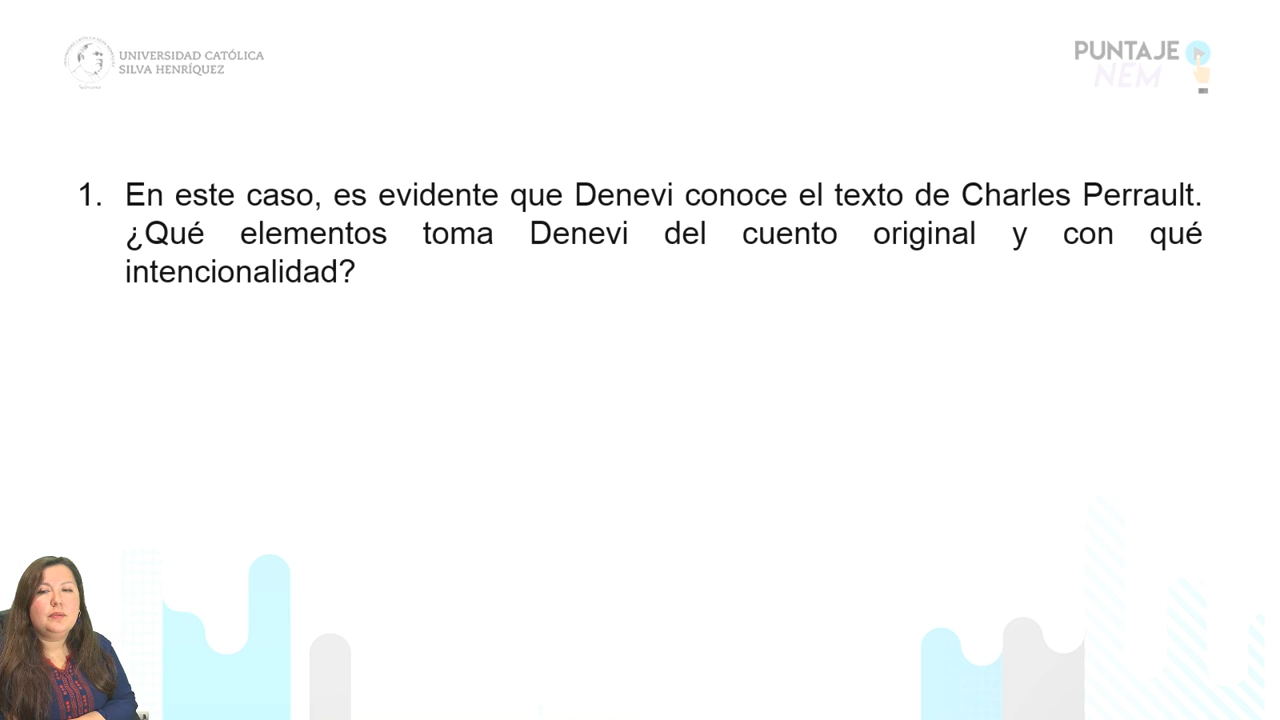 UNIVERSIDAD CATÓLICA
SILVA HENRÍQUEZ
PUNTAJE
NEM
1. En este caso, es evidente que Denevi conoce el texto de Charles Perrault.
¿Qué elementos toma Denevi del cuento original y con qué
intencionalidad?